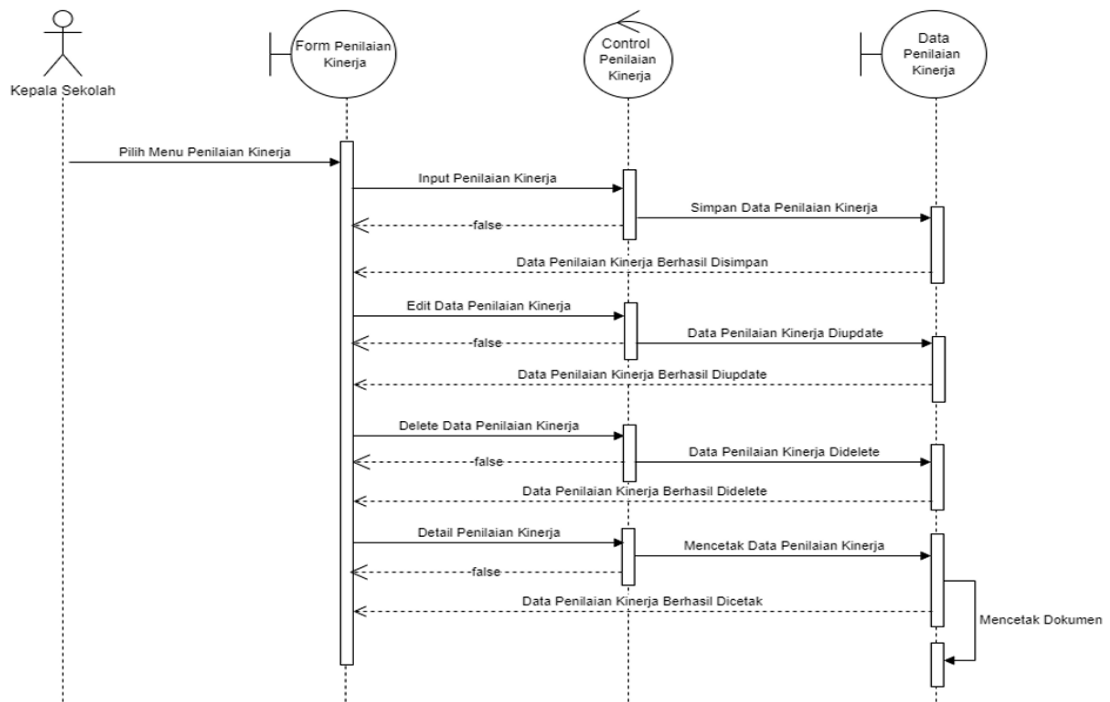 Kepala Sekolah
Form Penilaian
Kinerja
Control
Penilaian
Kinerja
Data
Penilaian
Kinerja
Pilih Menu Penilaian Kinerja
Input Penilaian Kinerja
Simpan Data Penilaian Kinerja
false
Data Penilaian Kinerja Berhasil Disimpan
Edit Data Penilaian Kinerja
Data Penilaian Kinerja Diupdate
false
Data Penilaian Kinerja Berhasil Diupdate
Delete Data Penilaian Kinerja
Data Penilaian Kinerja Didelete
false
Data Penilaian Kinerja Berhasil Didelete
Detail Penilaian Kinerja
Mencetak Data Penilaian Kinerja
false
Data Penilaian Kinerja Berhasil Dicetak
Mencetak Dokumen